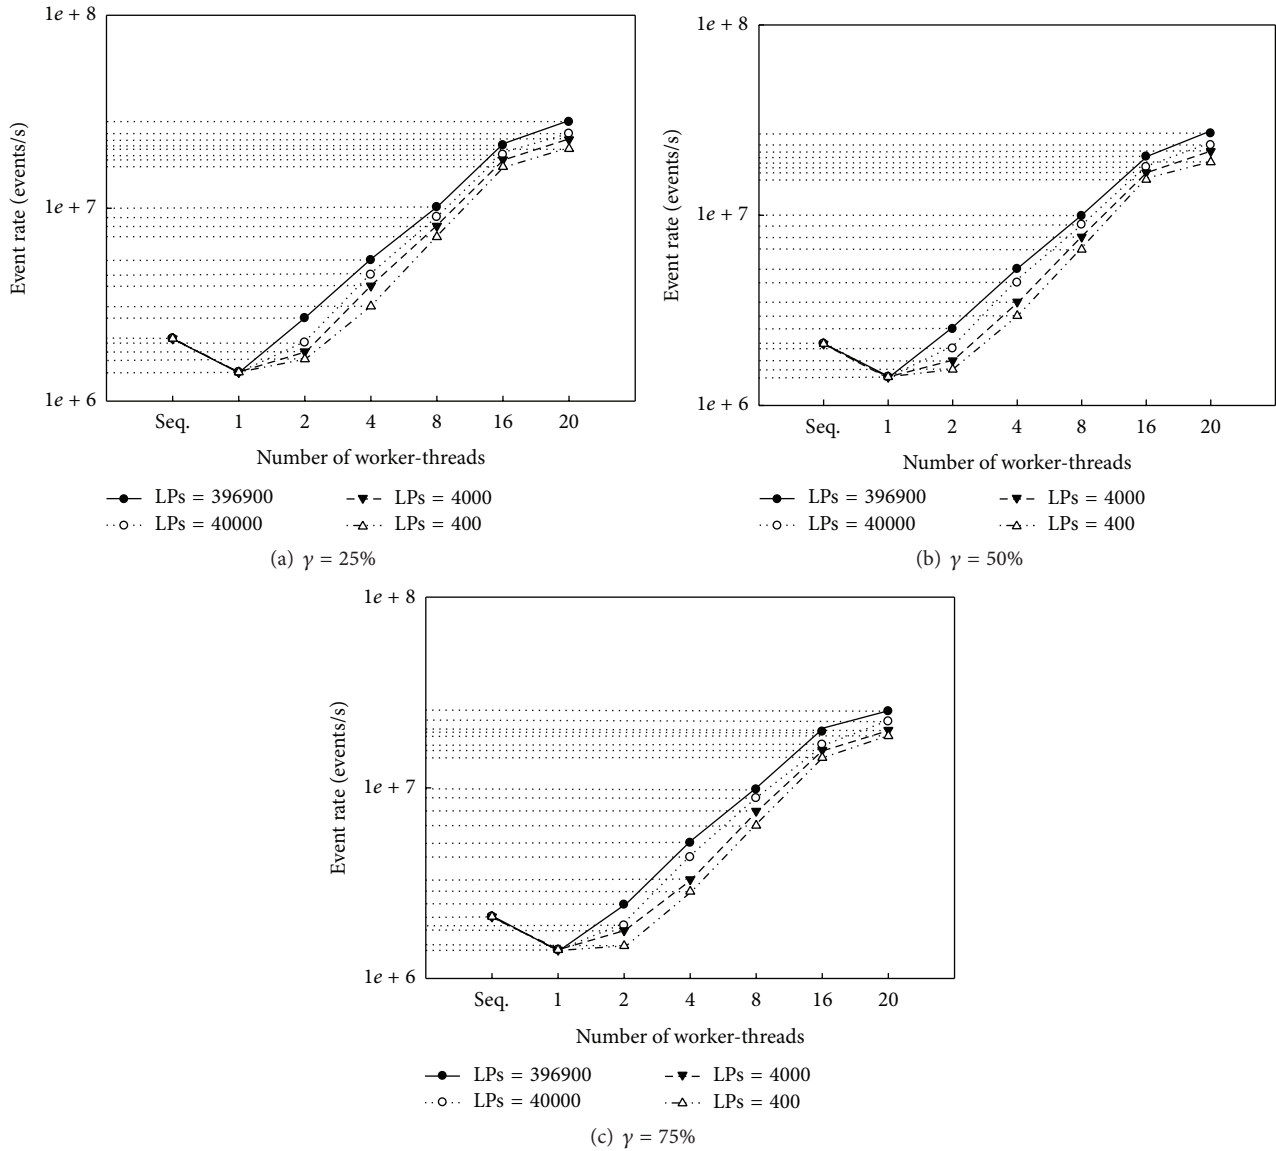 1e + 8
1e + 7
1e + 6
Event rate (events/s)
Seq. 1 2 4 8 16 20
Number of worker-threads
LPs = 396900 LPs = 4000
LPs = 40000 LPs = 400
(a) γ = 25%
1e + 8
1e + 7
1e + 6
Event rate (events/s)
Seq. 1 2 4 8 16 20
Number of worker-threads
LPs = 396900 LPs = 4000
LPs = 40000 LPs = 400
(b) γ = 50%
1e + 8
1e + 7
1e + 6
Event rate (events/s)
Seq. 1 2 4 8 16 20
Number of worker-threads
LPs = 396900 LPs = 4000
LPs = 40000 LPs = 400
(c) γ = 75%